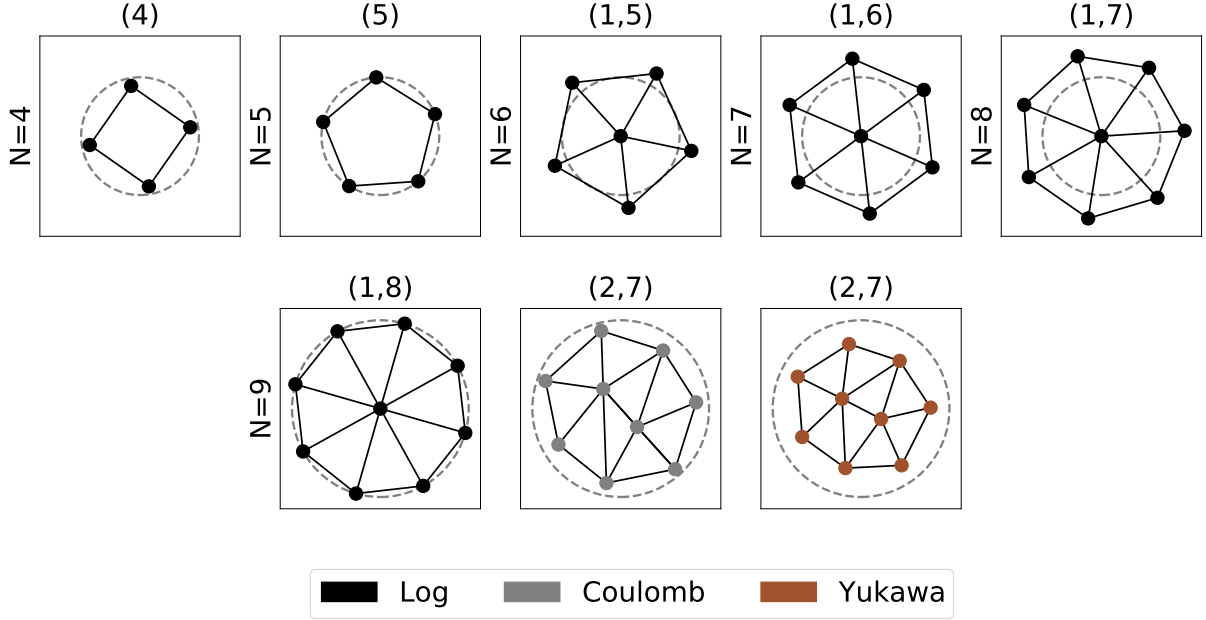 (4)
(5)
(1,5)
(1,6)
(1,7)
N=4
N=5
N=6
N=7
N=8
(1,8)
(2,7)
(2,7)
N=9
Log
Coulomb
Yukawa